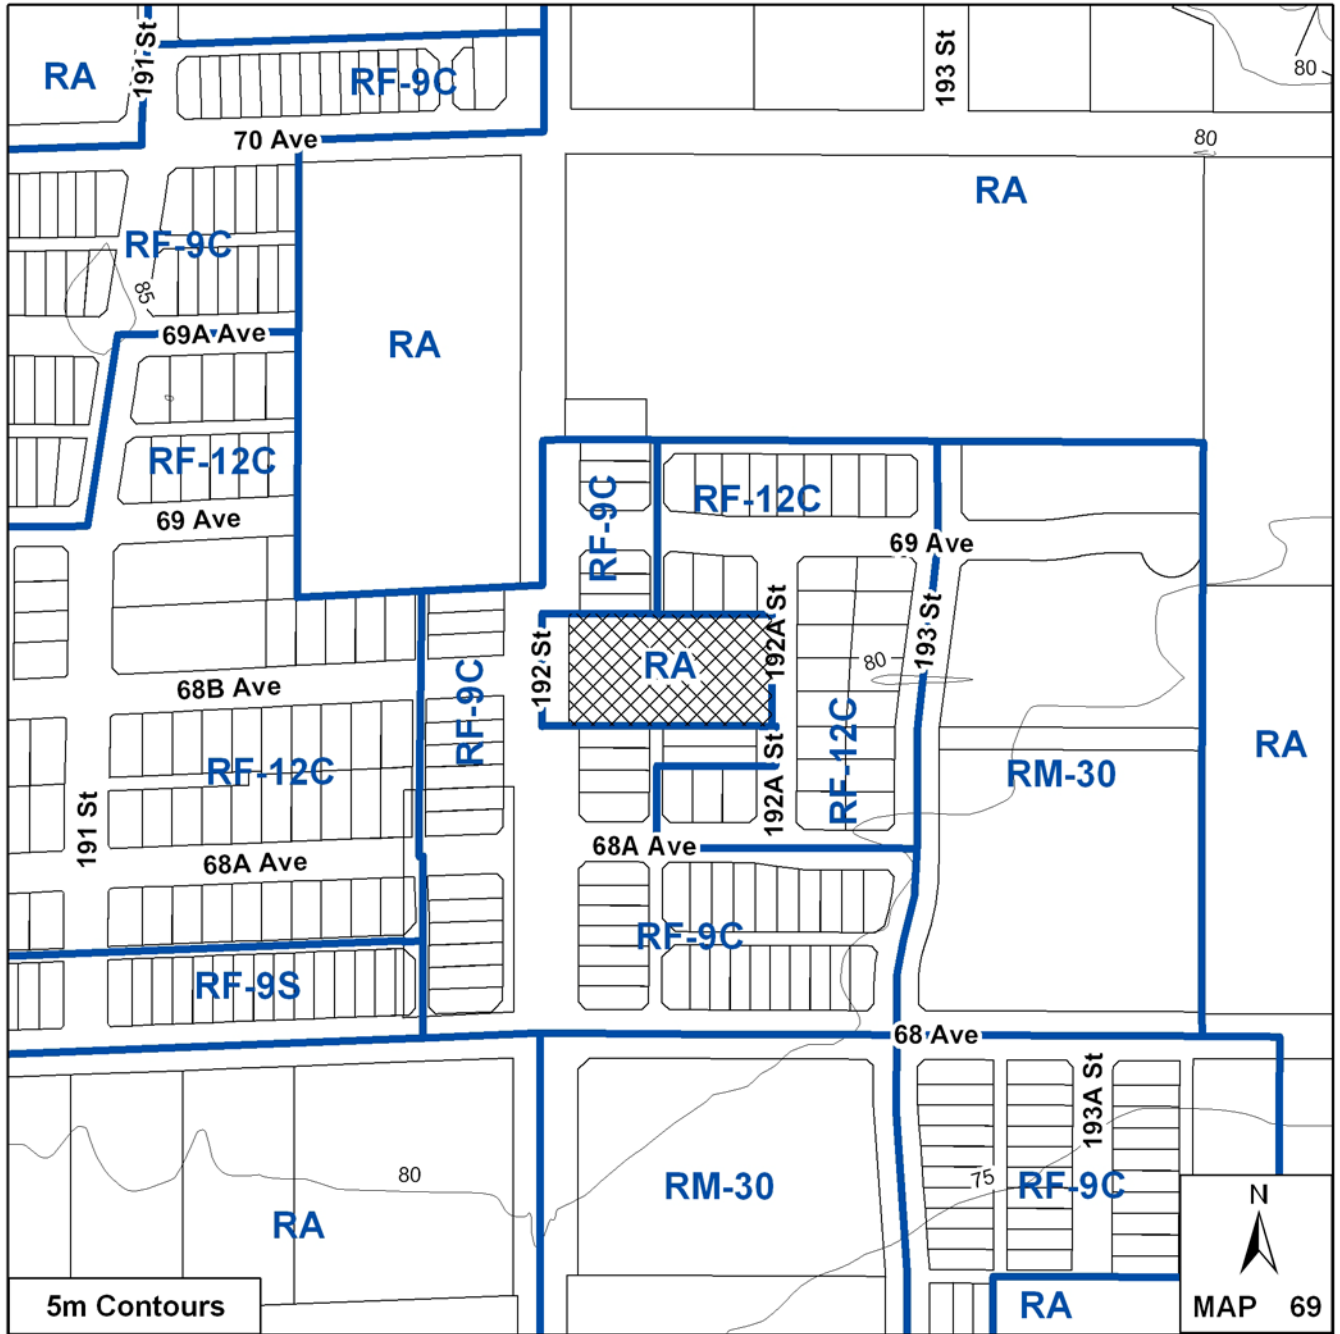 191 St
193 St
RA
RF-9C
80
70 Ave
80
RA
RF-9C
85
69A Ave
RA
RF-12C
RF-9C
RF-12C
69 Ave
69 Ave
192A St
193 St
192 St
RA
80
68B Ave
RF-9C
RF-12C
RA
RF-12C
192A St
RM-30
191 St
68A Ave
68A Ave
RF-9C
RF-9S
68 Ave
193A St
80
RM-30
75
RF-9C
RA
N
5m Contours
RA
MAP 69